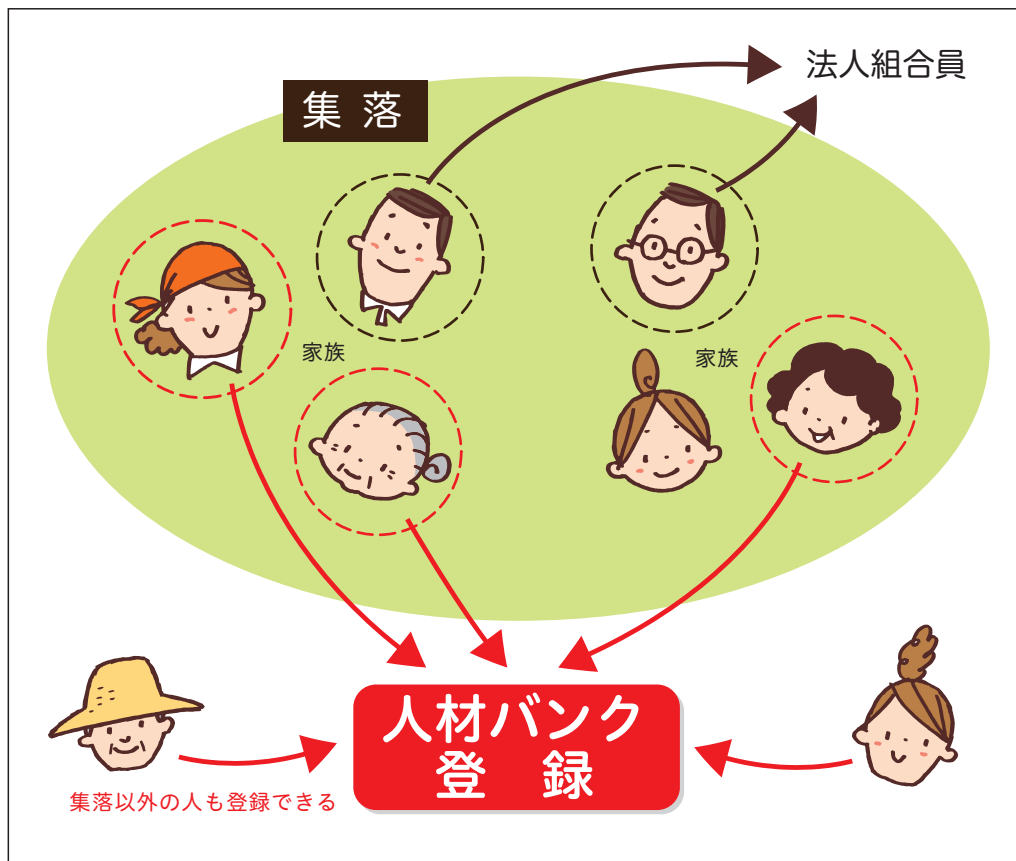 法人組合員
集 落
家族
家族
人材バンク
登 録
集落以外の人も登録できる